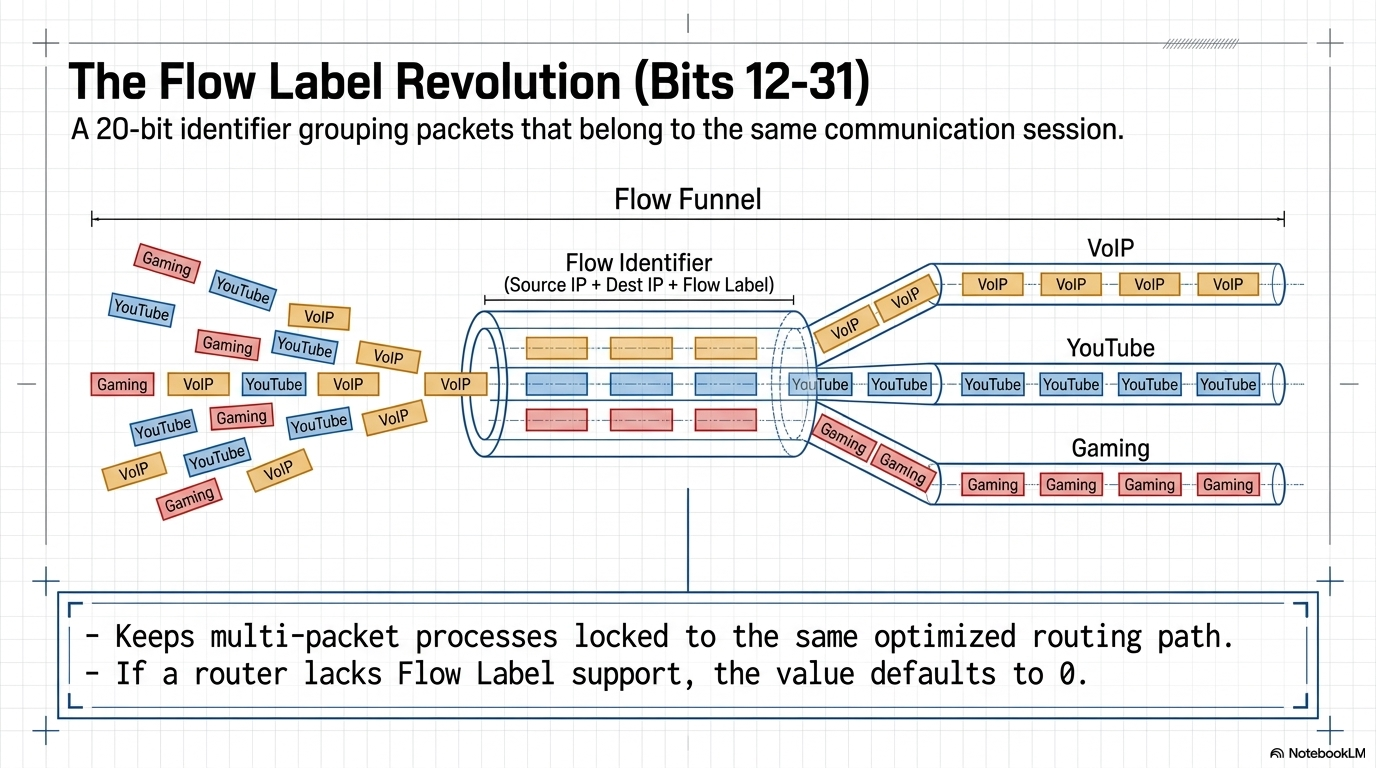 The Flow Label Revolution (Bits 12-31)
A 20-bit identifier grouping packets that belong to the same communication session.
Flow Funnel
Flow Identifier
(Source IP + Dest IP + Flow Label)
Gaming
YouTube
YouTube
VoIP
Gaming
YouTube
VoIP
Gaming
VoIP
YouTube
VoIP
VoIP
YouTube
Gaming
YouTube
VoIP
VoIP
YouTube
VoIP
Gaming
VoIP
VoIP
VoIP
VoIP
VoIP
VoIP
VoIP
YouTube
YouTube
YouTube
YouTube
YouTube
YouTube
YouTube
Gaming
Gaming
Gaming
Gaming
Gaming
Gaming
Gaming
- Keeps multi-packet processes locked to the same optimized routing path.
- If a router lacks Flow Label support, the value defaults to 0.
NotebookLM